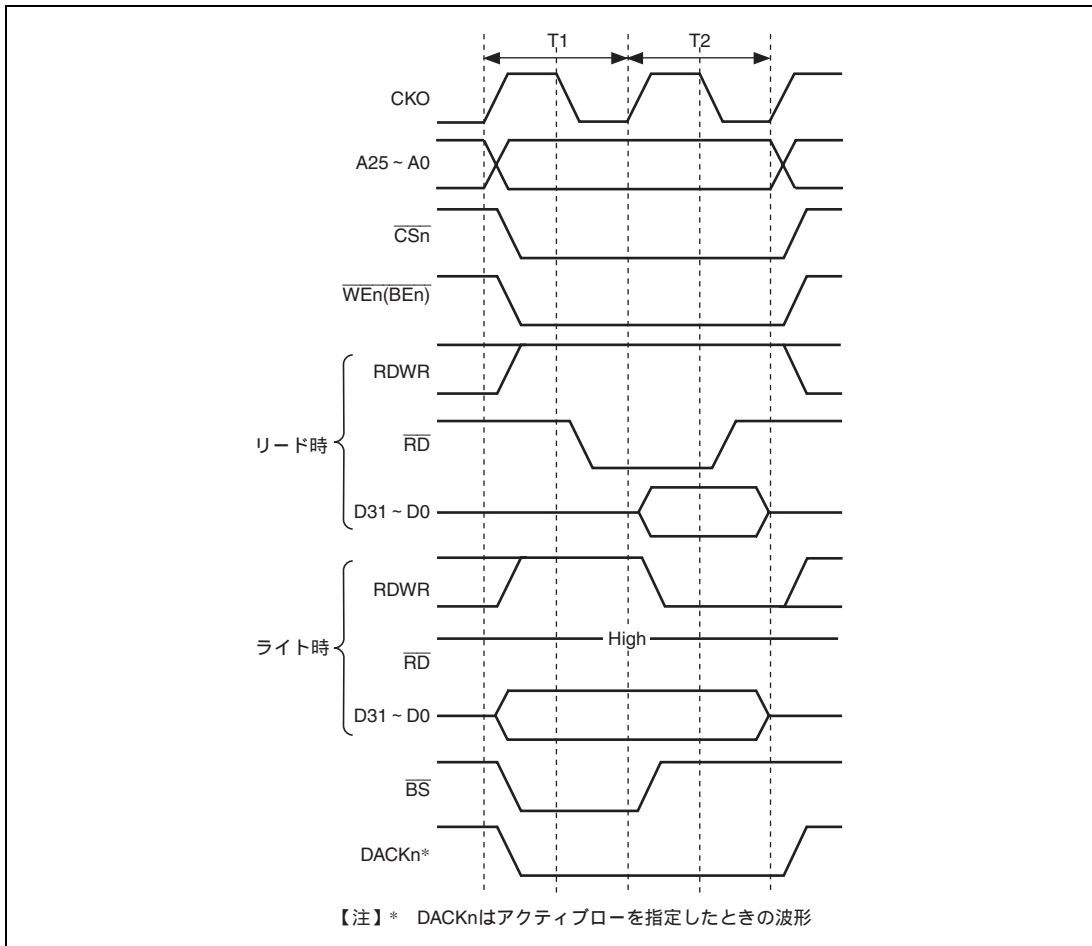 T1 T2
CKO
A25 ~ A0
CSn
WEn(BEn)
RDWR
リード時
RD
D31 ~ D0
RDWR
High
ライト時
RD
D31 ~ D0
BS
DACKn*
【注】* DACKnはアクティブローを指定したときの波形